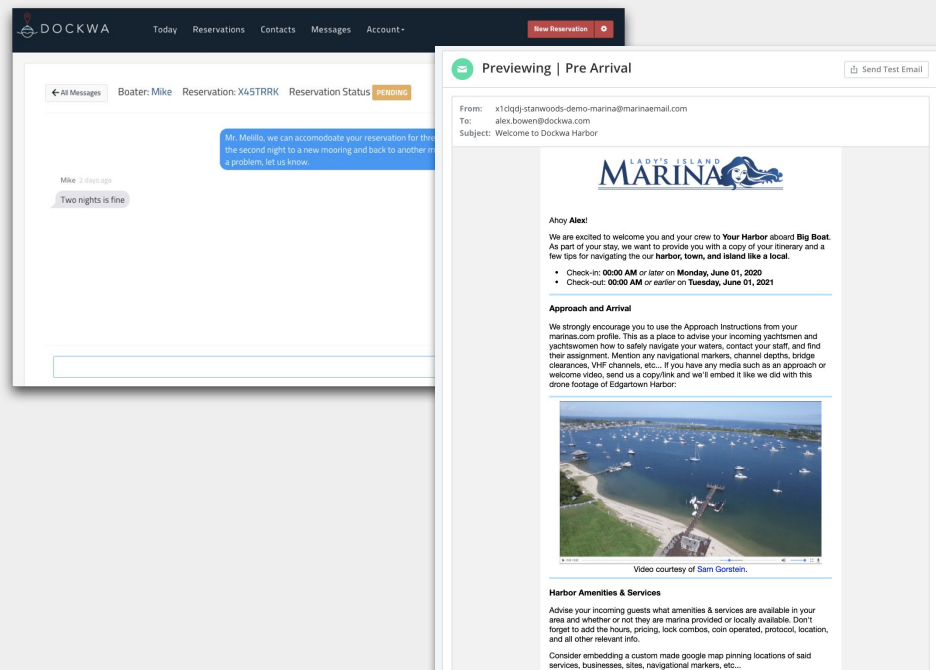 DOCKWA
Today Reservations Contacts Messages Account
New Reservation
All Messages
Boater: Mike Reservation: X45TRRK Reservation Status PENDING
Mr. Melillo, we can accomodoate your reservation for thre
the second night to a new mooring and back to another m
a problem, let us know.
Mike 2 days ago
Two nights is fine
Previewing | Pre Arrival
Send Test Email
From: x1clqdj-stanwoods-demo-marina@marinaemail.com
To: alex.bowen@dockwa.com
Subject: Welcome to Dockwa Harbor
LADY'S ISLAND
MARINA
Ahoy Alex!
We are excited to welcome you and your crew to Your Harbor aboard Big Boat.
As part of your stay, we want to provide you with a copy of your itinerary and a
few tips for navigating the our harbor, town, and island like a local.
• Check-in: 00:00 AM or later on Monday, June 01, 2020
• Check-out: 00:00 AM or earlier on Tuesday, June 01, 2021
Approach and Arrival
We strongly encourage you to use the Approach Instructions from your
marinas.com profile. This as a place to advise your incoming yachtsmen and
yachtswomen how to safely navigate your waters, contact your staff, and find
their assignment. Mention any navigational markers, channel depths, bridge
clearances, VHF channels, etc... If you have any media such as an approach or
welcome video, send us a copy/link and we'll embed it like we did with this
drone footage of Edgartown Harbor:
Video courtesy of Sam Gorstein.
Harbor Amenities & Services
Advise your incoming guests what amenities & services are available in your
area and whether or not they are marina provided or locally available. Don't
forget to add the hours, pricing, lock combos, coin operated, protocol, location,
and all other relevant info.
Consider embedding a custom made google map pinning locations of said
services, businesses, sites, navigational markers, etc...